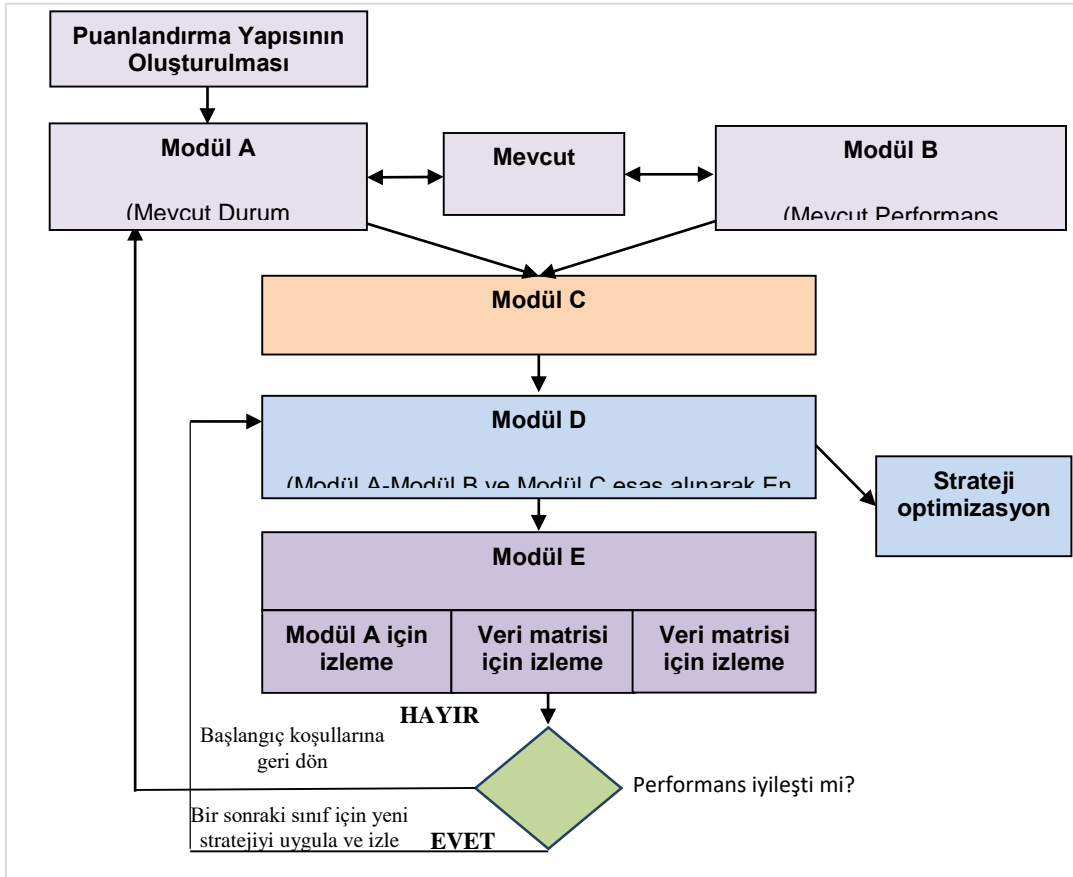 Puanlandırma Yapısının
Oluşturulması
Modül A
(Mevcut Durum
Mevcut
Modül B
(Mevcut Performans
Modül C
Modül D
(Modül A-Modül B ve Modül C esas alınarak En
Strateji
optimizasyon
Modül E
Modül A için
izleme
Veri matrisi
için izleme
Veri matrisi
için izleme
HAYIR
Başlangıç koşullarına
geri dön
Performans iyileşti mi?
Bir sonraki sınıf için yeni
stratejiyi uygula ve izle
EVET